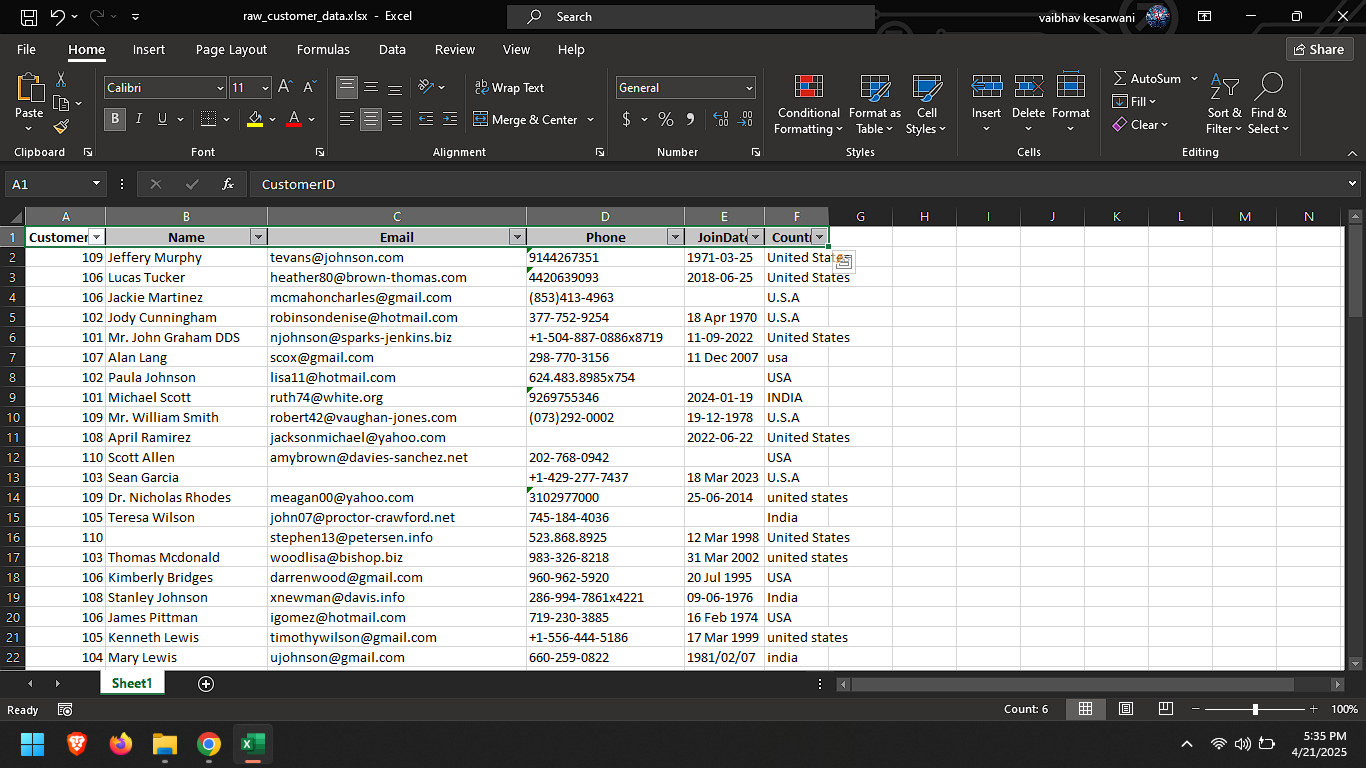 raw_customer_data.xlsx - Excel
Search
vaibhav kesarwani
File Home Insert Page Layout Formulas Data Review View Help
Share
Paste
Clipboard
Calibri 11
B I U
Font
Wrap Text
Merge & Center
Alignment
General
$ % 9
Number
Conditional Formatting
Format as Table
Cell Styles
Styles
Insert Delete Format
Cells
AutoSum
Fill
Clear
Sort & Filter
Find & Select
Editing
A1 fx CustomerID
A B C D E F G H I J K L M N
1 Customer Name Email Phone JoinDate Count
2 109 Jeffery Murphy tevans@johnson.com 9144267351 1971-03-25 United States
3 106 Lucas Tucker heather80@brown-thomas.com 4420639093 2018-06-25 United States
4 106 Jackie Martinez mcmahoncharles@gmail.com (853)413-4963 U.S.A
5 102 Jody Cunningham robinsondenise@hotmail.com 377-752-9254 18 Apr 1970 U.S.A
6 101 Mr. John Graham DDS njohnson@sparks-jenkins.biz +1-504-887-0886x8719 11-09-2022 United States
7 107 Alan Lang scox@gmail.com 298-770-3156 11 Dec 2007 usa
8 102 Paula Johnson lisa11@hotmail.com 624.483.8985x754 USA
9 101 Michael Scott ruth74@white.org 9269755346 2024-01-19 INDIA
10 109 Mr. William Smith robert42@vaughan-jones.com (073)292-0002 19-12-1978 U.S.A
11 108 April Ramirez jacksonmichael@yahoo.com 2022-06-22 United States
12 110 Scott Allen amybrown@davies-sanchez.net 202-768-0942 USA
13 103 Sean Garcia +1-429-277-7437 18 Mar 2023 U.S.A
14 109 Dr. Nicholas Rhodes meagan00@yahoo.com 3102977000 25-06-2014 united states
15 105 Teresa Wilson john07@proctor-crawford.net 745-184-4036 India
16 110 stephen13@petersen.info 523.868.8925 12 Mar 1998 United States
17 103 Thomas Mcdonald woodlisa@bishop.biz 983-326-8218 31 Mar 2002 united states
18 106 Kimberly Bridges darrenwood@gmail.com 960-962-5920 20 Jul 1995 USA
19 108 Stanley Johnson xnewman@davis.info 286-994-7861x4221 09-06-1976 India
20 106 James Pittman igomez@hotmail.com 719-230-3885 16 Feb 1974 USA
21 105 Kenneth Lewis timothywilson@gmail.com +1-556-444-5186 17 Mar 1999 united states
22 104 Mary Lewis ujohnson@gmail.com 660-259-0822 1981/02/07 india
Sheet1
Ready Count: 6 100%
5:35 PM
4/21/2025